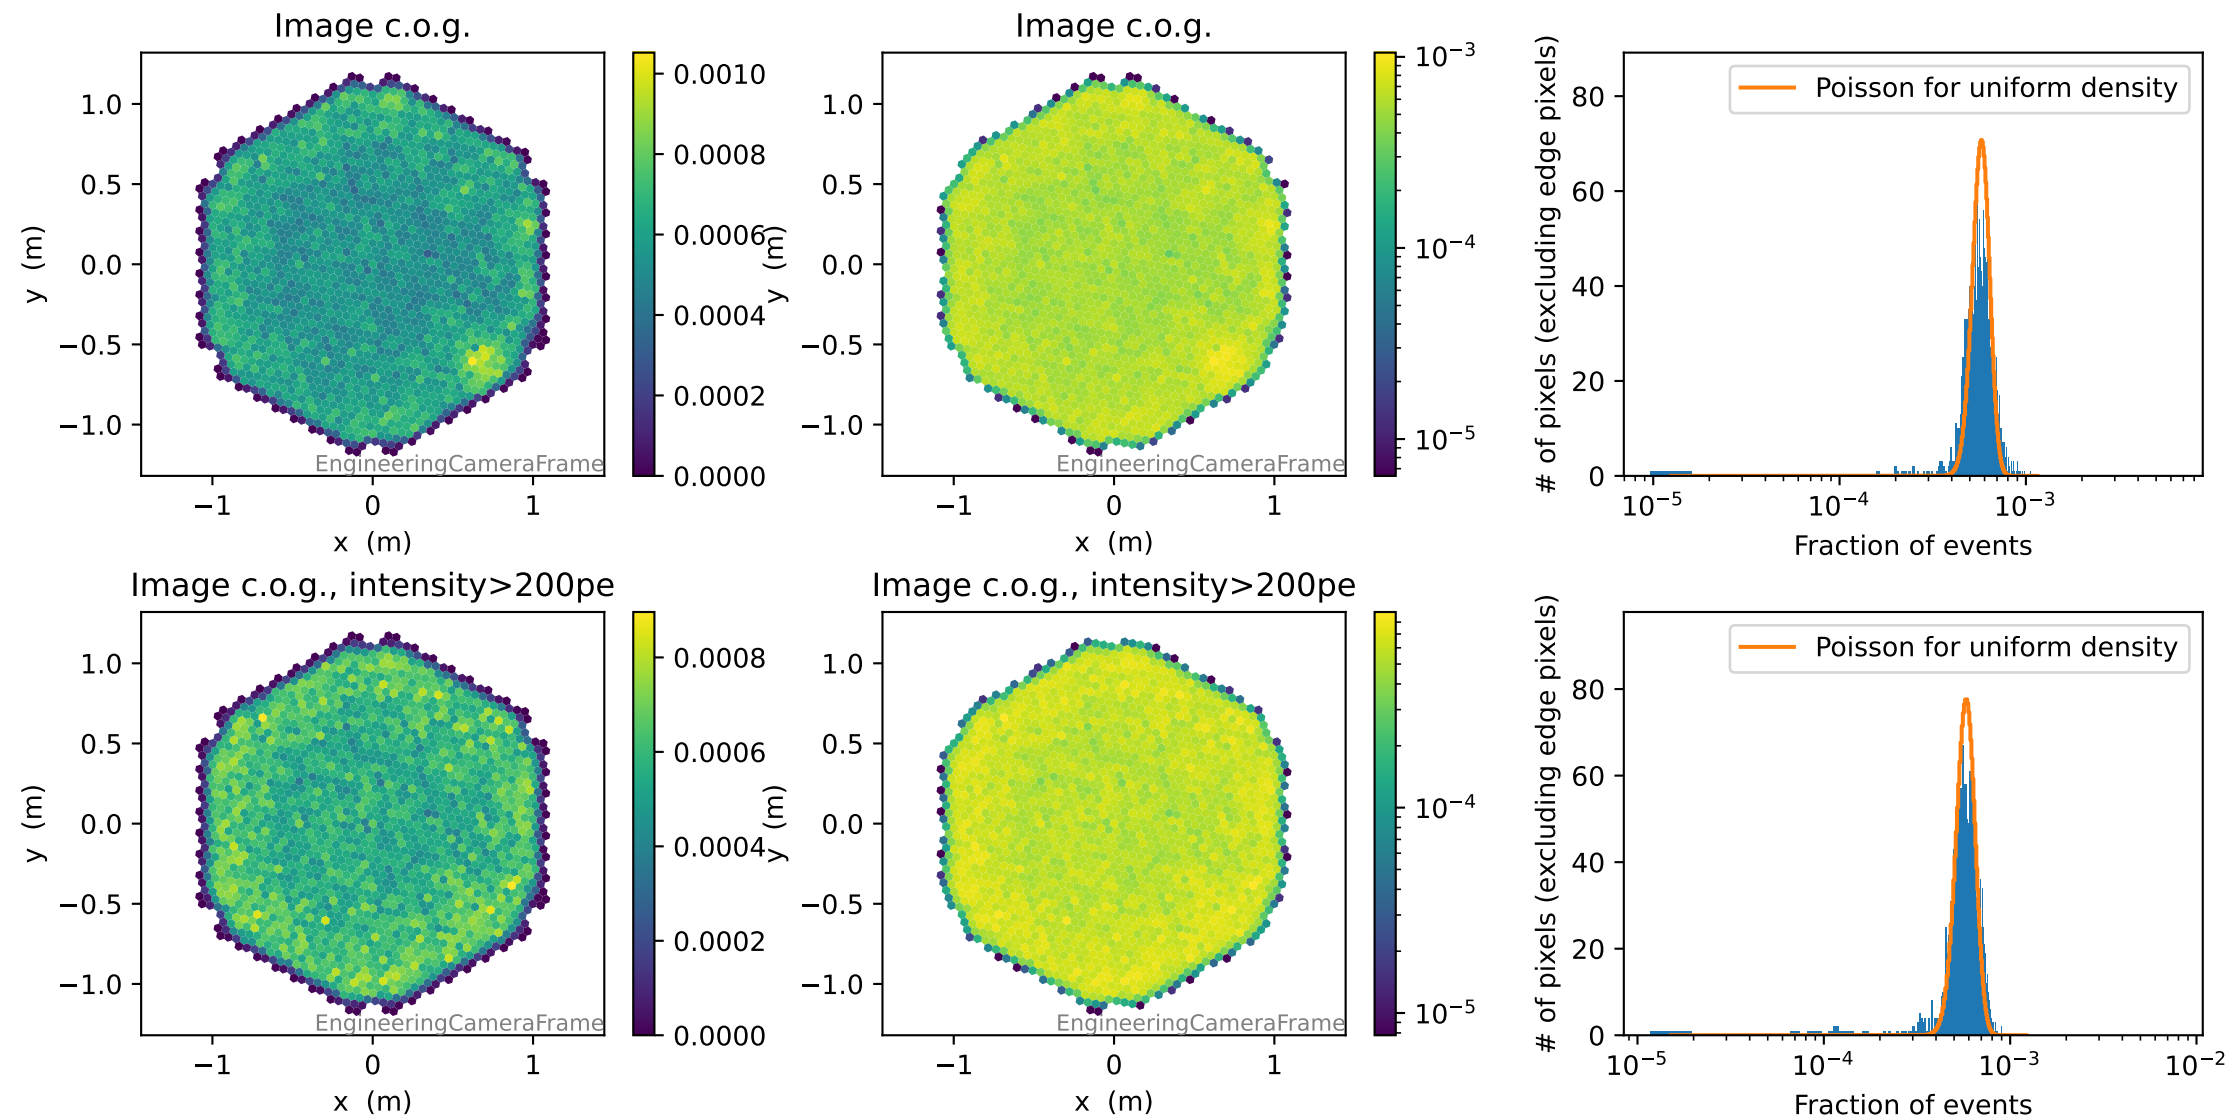 Image c.o.g.
y (m)
1.0
0.5
0.0
−0.5
−1.0
EngineeringCameraFrame
−1 0 1
x (m)
0.0010
0.0008
0.0006
0.0004
0.0002
0.0000
Image c.o.g.
y (m)
1.0
0.5
0.0
−0.5
−1.0
EngineeringCameraFrame
−1 0 1
x (m)
10⁻³
10⁻⁴
10⁻⁵
# of pixels (excluding edge pixels)
80
60
40
20
0
Poisson for uniform density
10⁻⁵ 10⁻⁴ 10⁻³
Fraction of events
Image c.o.g., intensity>200pe
y (m)
1.0
0.5
0.0
−0.5
−1.0
EngineeringCameraFrame
−1 0 1
x (m)
0.0008
0.0006
0.0004
0.0002
0.0000
Image c.o.g., intensity>200pe
y (m)
1.0
0.5
0.0
−0.5
−1.0
EngineeringCameraFrame
−1 0 1
x (m)
10⁻⁴
10⁻⁵
# of pixels (excluding edge pixels)
80
60
40
20
0
Poisson for uniform density
10⁻⁵ 10⁻⁴ 10⁻³ 10⁻²
Fraction of events